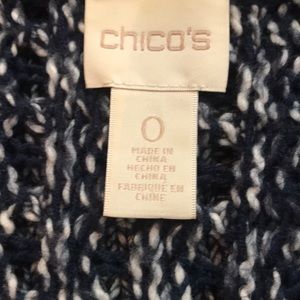 chico's
0
MADE IN
CHINA
HECHO EN
CHINA
FABRIQUÉ EN
CHINE